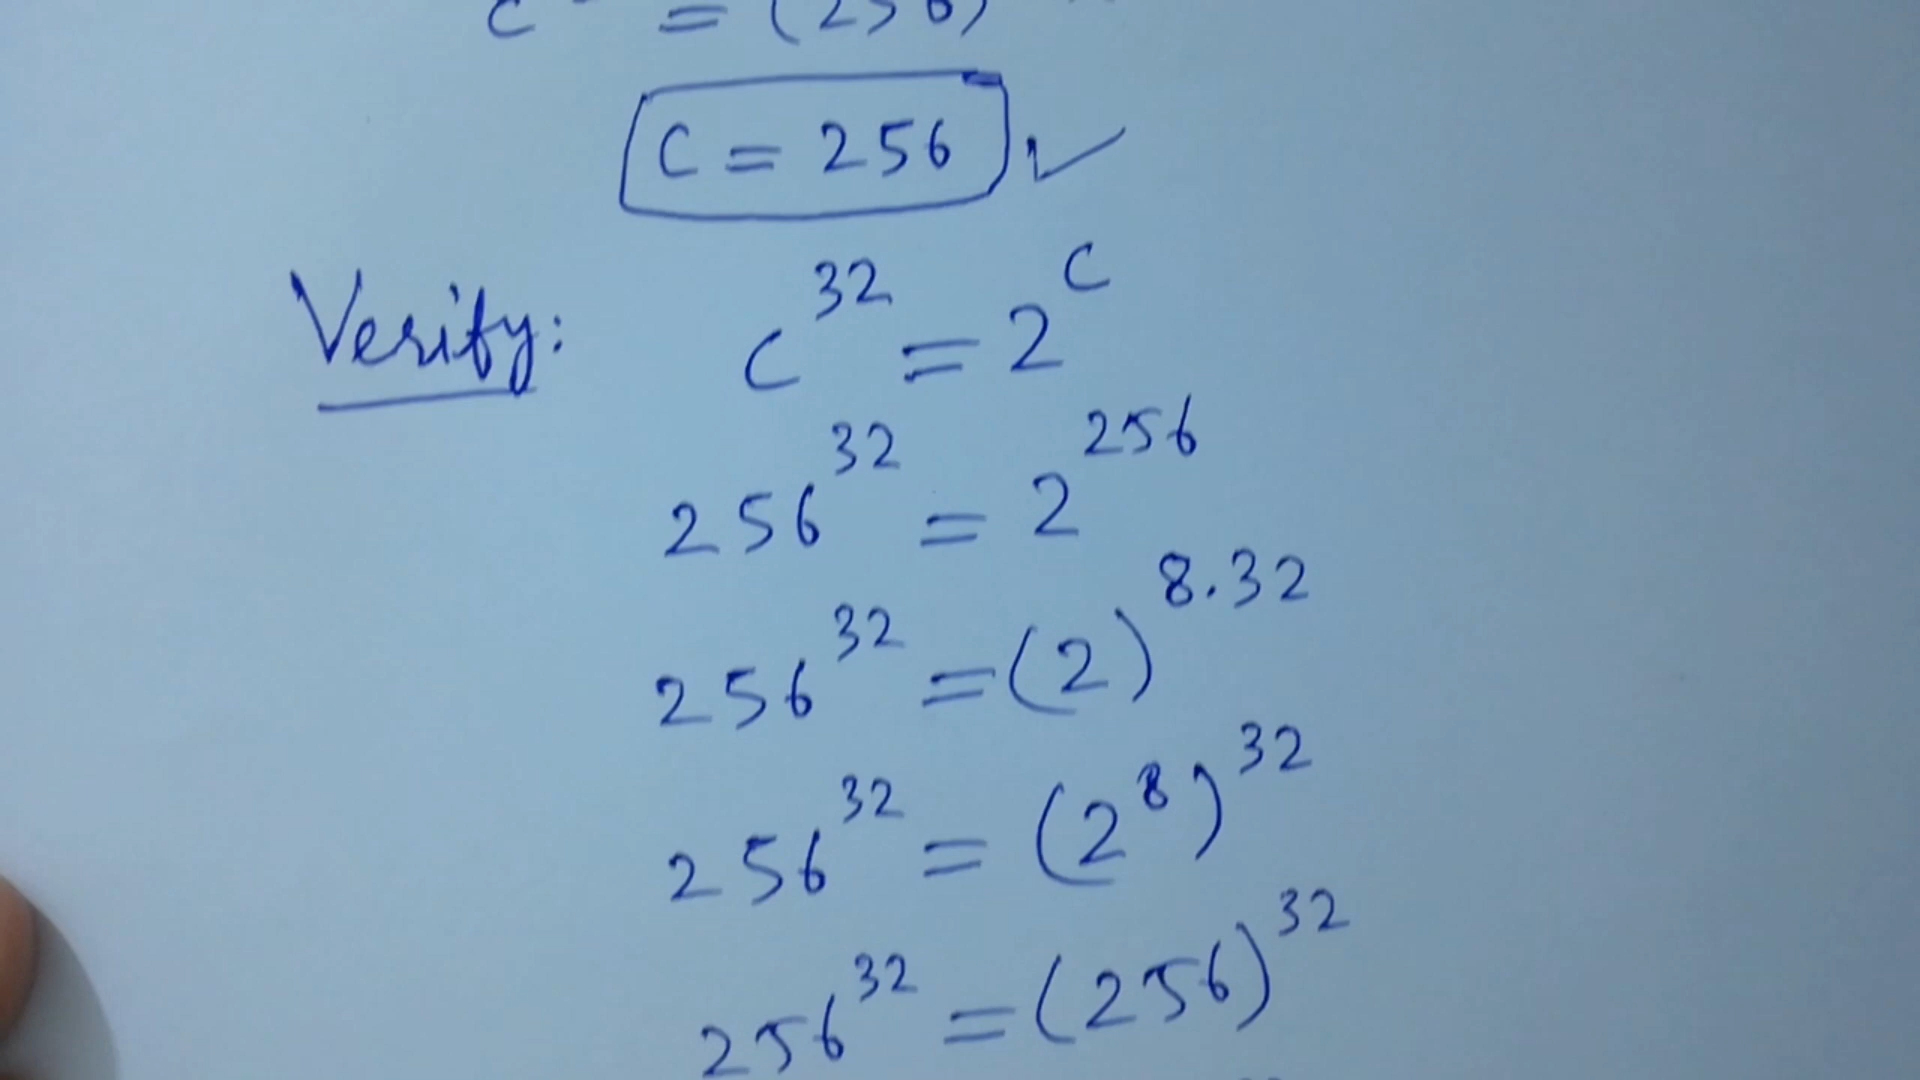 c = (256)
C = 256 ✓
Verify: c^32 = 2^c
256^32 = 2^256
256^32 = (2)^8.32
256^32 = (2^8)^32
256^32 = (256)^32